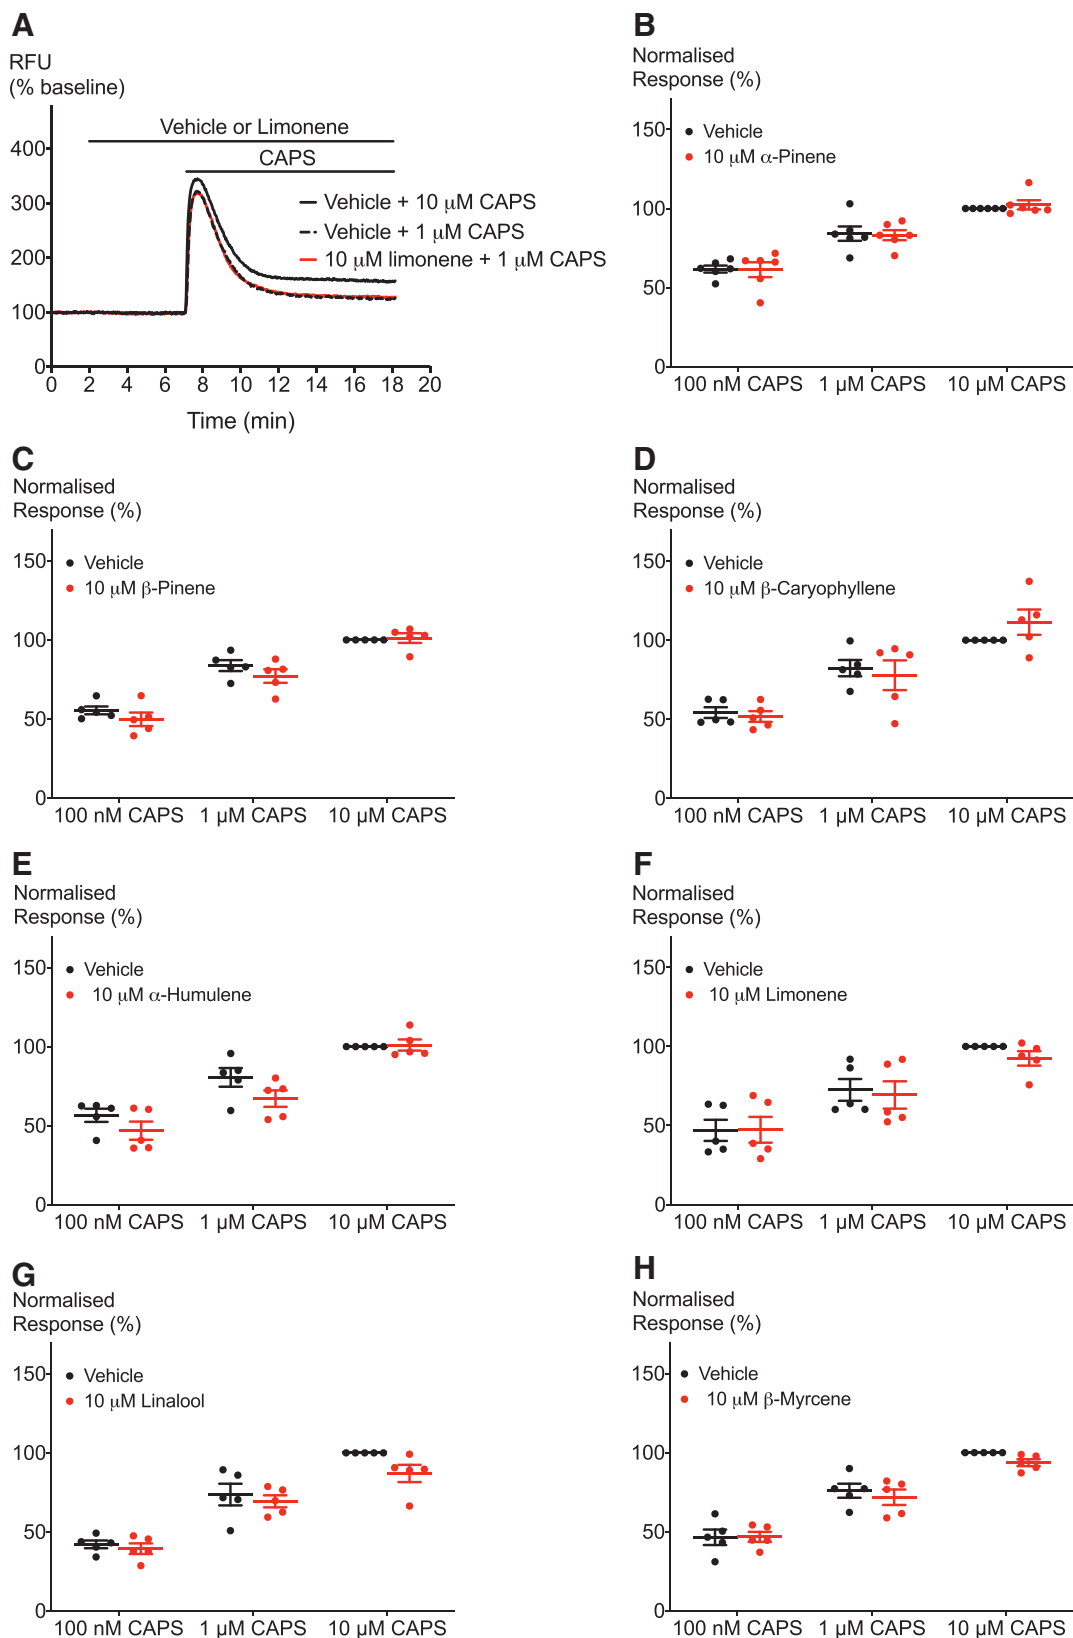 A
RFU
(% baseline)
Vehicle or Limonene
CAPS
Vehicle + 10 μM CAPS
Vehicle + 1 μM CAPS
10 μM limonene + 1 μM CAPS
400
300
200
100
0
0 2 4 6 8 10 12 14 16 18 20
Time (min)
B
Normalised
Response (%)
150
100
50
0
Vehicle
10 μM α-Pinene
100 nM CAPS 1 μM CAPS 10 μM CAPS
C
Normalised
Response (%)
150
100
50
0
Vehicle
10 μM β-Pinene
100 nM CAPS 1 μM CAPS 10 μM CAPS
D
Normalised
Response (%)
150
100
50
0
Vehicle
10 μM β-Caryophyllene
100 nM CAPS 1 μM CAPS 10 μM CAPS
E
Normalised
Response (%)
150
100
50
0
Vehicle
10 μM α-Humulene
100 nM CAPS 1 μM CAPS 10 μM CAPS
F
Normalised
Response (%)
150
100
50
0
Vehicle
10 μM Limonene
100 nM CAPS 1 μM CAPS 10 μM CAPS
G
Normalised
Response (%)
150
100
50
0
Vehicle
10 μM Linalool
100 nM CAPS 1 μM CAPS 10 μM CAPS
H
Normalised
Response (%)
150
100
50
0
Vehicle
10 μM β-Myrcene
100 nM CAPS 1 μM CAPS 10 μM CAPS